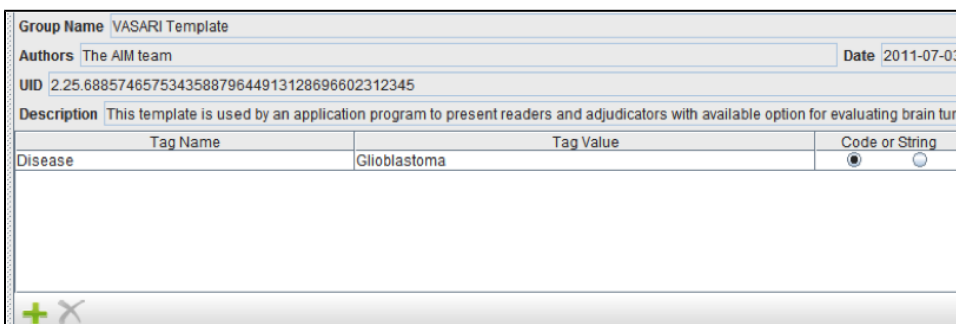 Group Name VASARI Template
Authors The AIM team Date 2011-07-03
UID 2.25.688574657534358879644913128696602312345
Description This template is used by an application program to present readers and adjudicators with available option for evaluating brain tur
Tag Name Tag Value Code or String
Disease Glioblastoma